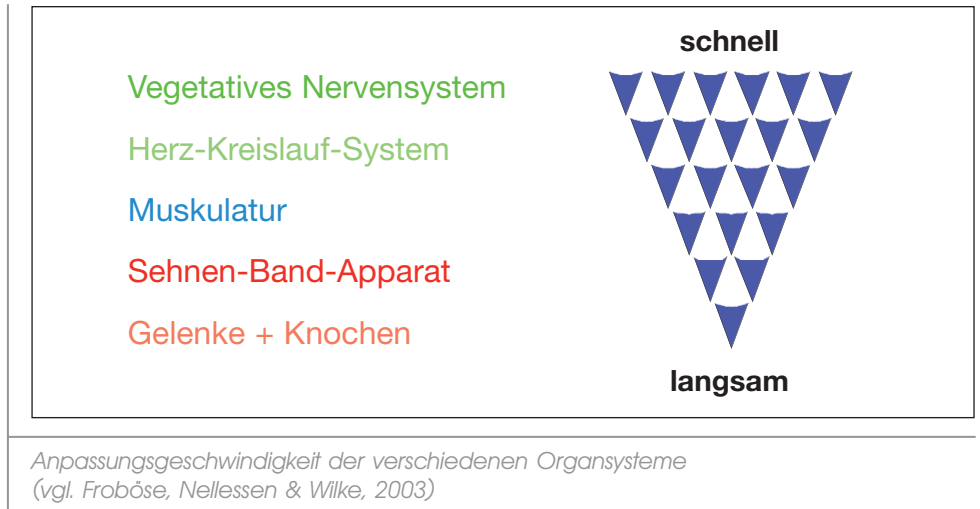 schnell
Vegetatives Nervensystem
Herz-Kreislauf-System
Muskulatur
Sehnen-Band-Apparat
Gelenke + Knochen
langsam
Anpassungsgeschwindigkeit der verschiedenen Organsysteme
(vgl. Froböse, Nellessen & Wilke, 2003)